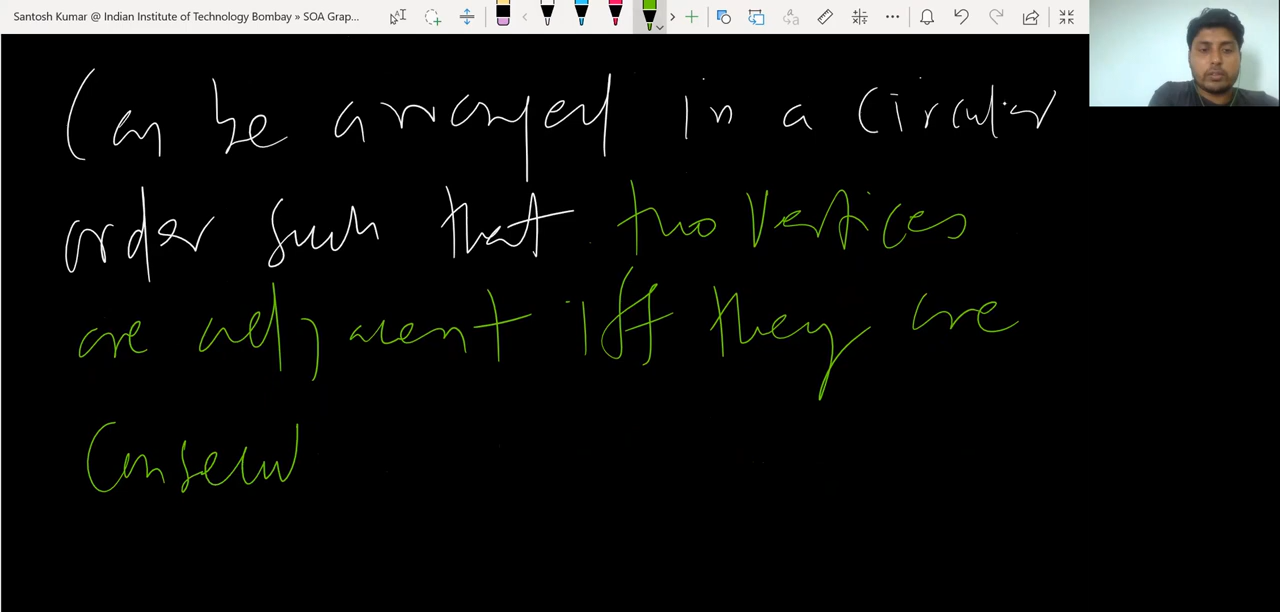 Santosh Kumar @ Indian Institute of Technology Bombay » SOA Grap...
Can be arranged in a circular
order such that two vertices
are adjacent iff they are
Consecu